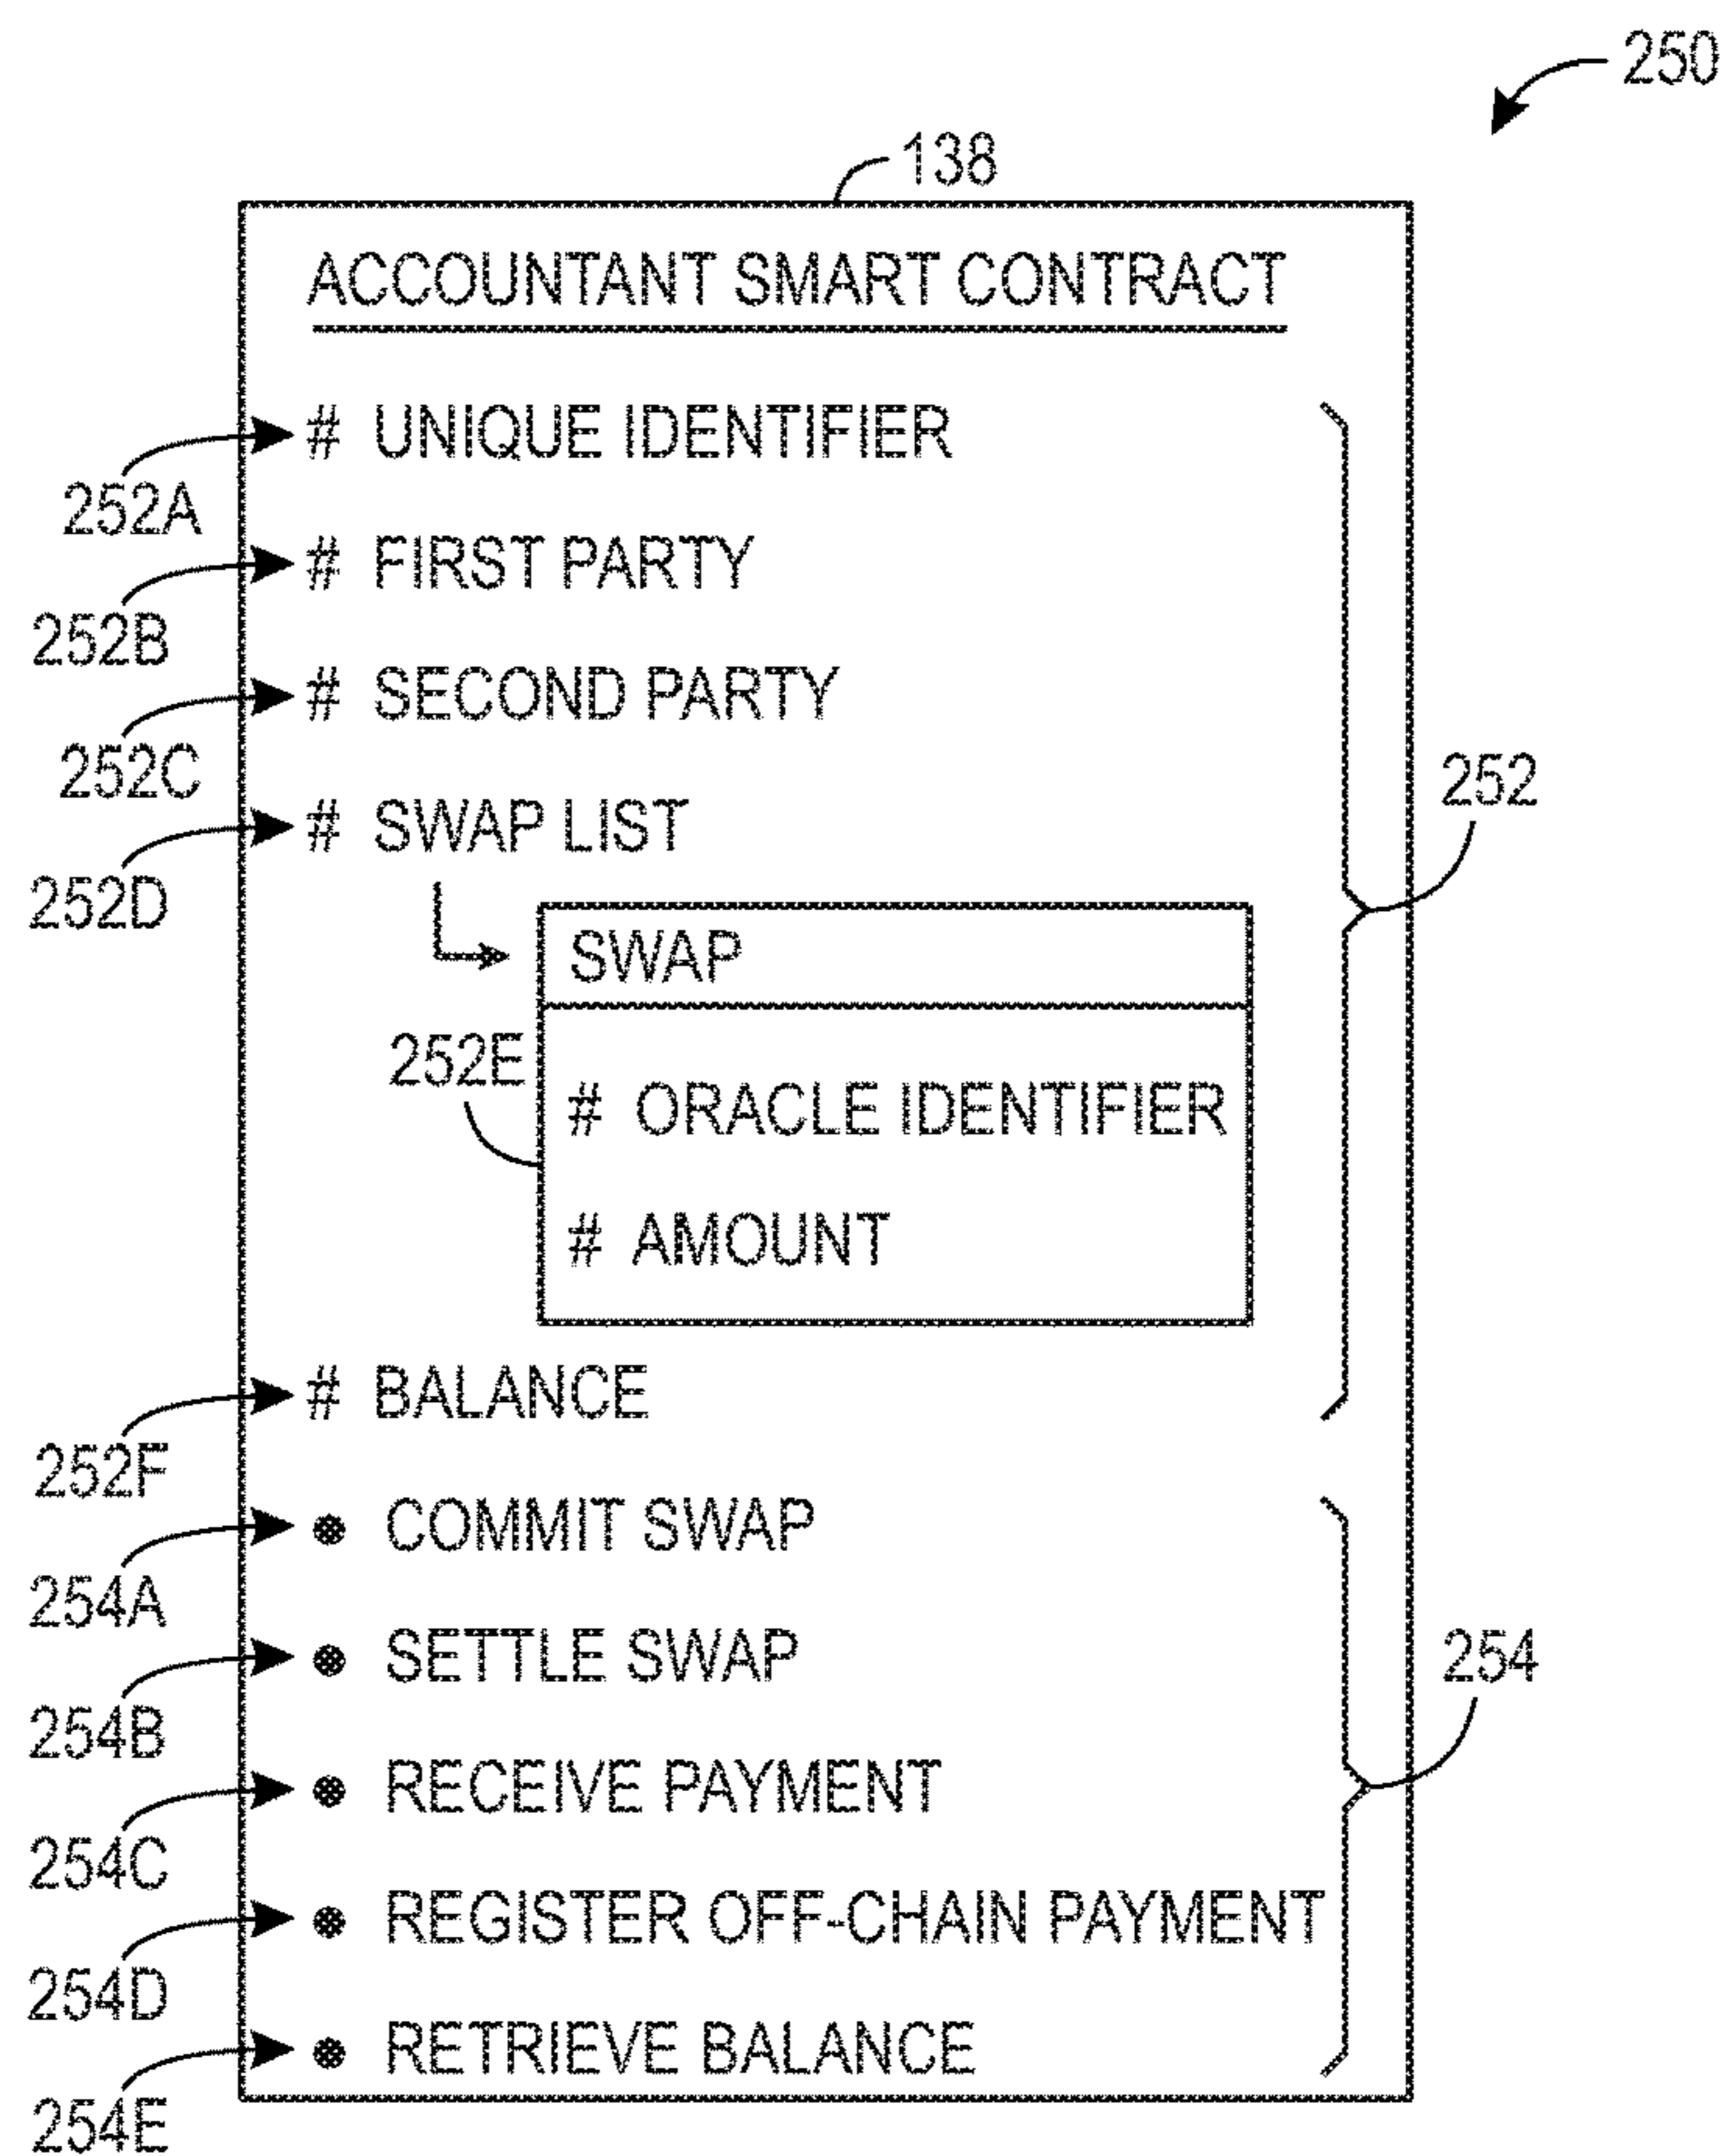 250
138
ACCOUNTANT SMART CONTRACT
# UNIQUE IDENTIFIER
252A
# FIRST PARTY
252B
# SECOND PARTY
252C
# SWAP LIST
252D
252
SWAP
252E
# ORACLE IDENTIFIER
# AMOUNT
# BALANCE
252F
• COMMIT SWAP
254A
• SETTLE SWAP
254B
254
• RECEIVE PAYMENT
254C
• REGISTER OFF-CHAIN PAYMENT
254D
• RETRIEVE BALANCE
254E